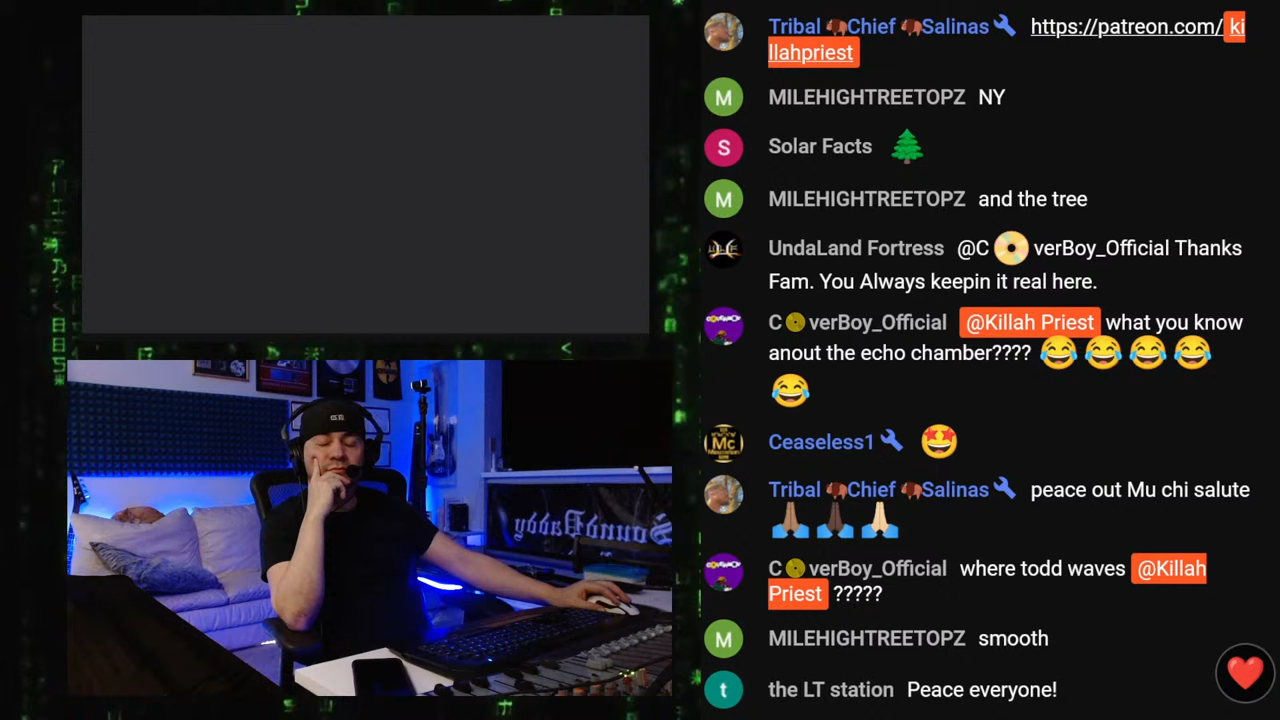 Tribal Chief Salinas https://patreon.com/ki
llahpriest
MILEHIGHTREETOPZ NY
Solar Facts
MILEHIGHTREETOPZ and the tree
UndaLand Fortress @C verBoy_Official Thanks
Fam. You Always keepin it real here.
C verBoy_Official @Killah Priest what you know
anout the echo chamber????
Ceaseless1
Tribal Chief Salinas peace out Mu chi salute
C verBoy_Official where todd waves @Killah
Priest ?????
MILEHIGHTREETOPZ smooth
the LT station Peace everyone!
M
S
M
Mc
M
t
SoundDaddy